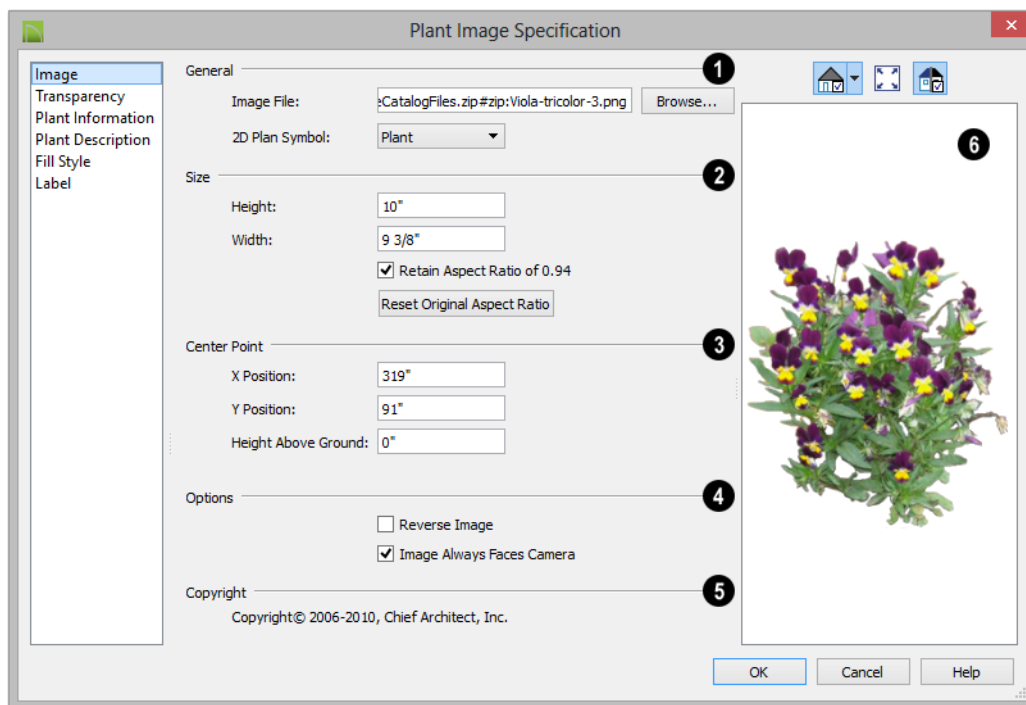 Plant Image Specification
Image
Transparency
Plant Information
Plant Description
Fill Style
Label
General
1
Image File:
eCatalogFiles.zip#zip:Viola-tricolor-3.png
Browse...
2D Plan Symbol:
Plant
Size
2
Height:
10"
Width:
9 3/8"
Retain Aspect Ratio of 0.94
Reset Original Aspect Ratio
Center Point
3
X Position:
319"
Y Position:
91"
Height Above Ground:
0"
Options
4
Reverse Image
Image Always Faces Camera
Copyright
5
Copyright© 2006-2010, Chief Architect, Inc.
6
OK
Cancel
Help